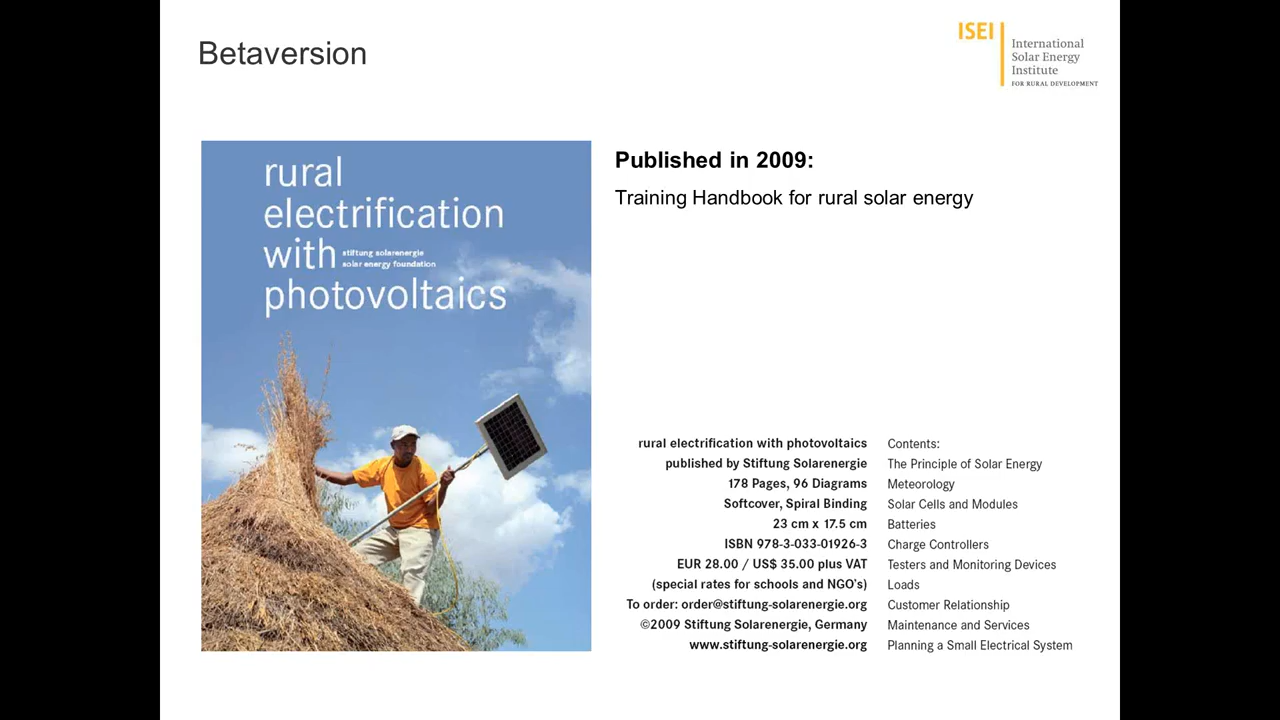 Betaversion
ISEI
International
Solar Energy
Institute
FOR RURAL DEVELOPMENT
rural
electrification
with
stiftung solarenergie
solar energy foundation
photovoltaics
Published in 2009:
Training Handbook for rural solar energy
rural electrification with photovoltaics
published by Stiftung Solarenergie
178 Pages, 96 Diagrams
Softcover, Spiral Binding
23 cm x 17.5 cm
ISBN 978-3-033-01926-3
EUR 28.00 / US$ 35.00 plus VAT
(special rates for schools and NGO's)
To order: order@stiftung-solarenergie.org
©2009 Stiftung Solarenergie, Germany
www.stiftung-solarenergie.org
Contents:
The Principle of Solar Energy
Meteorology
Solar Cells and Modules
Batteries
Charge Controllers
Testers and Monitoring Devices
Loads
Customer Relationship
Maintenance and Services
Planning a Small Electrical System